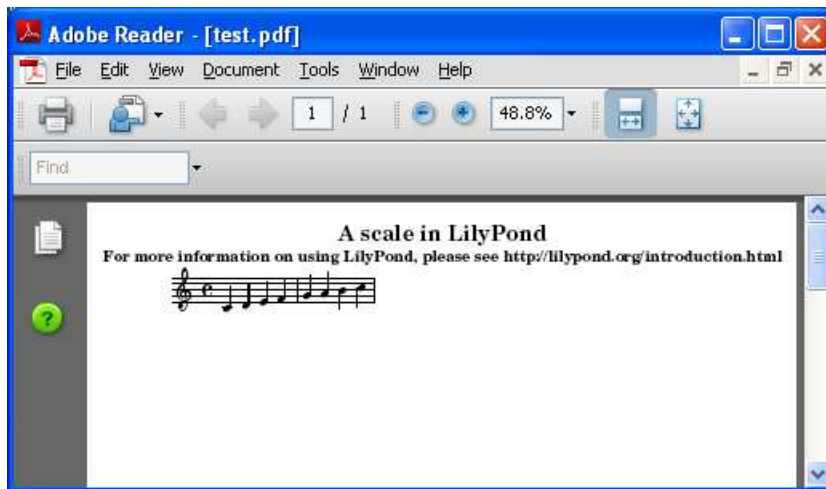 Adobe Reader - [test.pdf]
File Edit View Document Tools Window Help
1 / 1 48.8%
Find
A scale in LilyPond
For more information on using LilyPond, please see http://lilypond.org/introduction.html